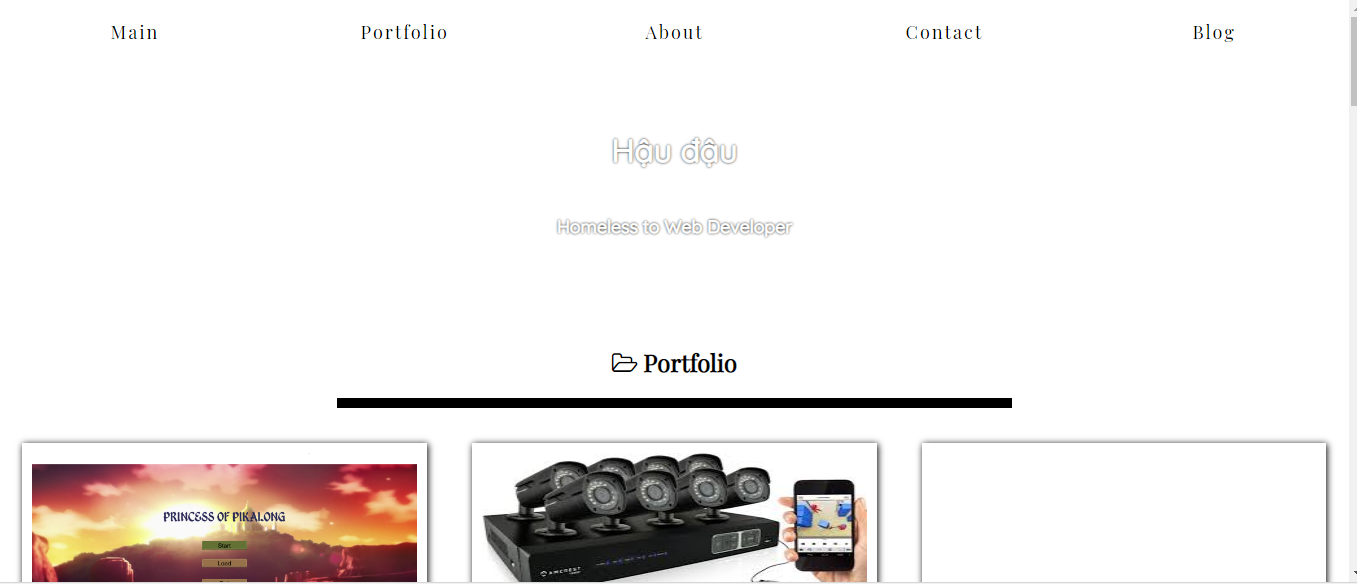 Main Portfolio About Contact Blog
Hậu đậu
Homeless to Web Developer
Portfolio
PRINCESS OF PIKALONG
Start
Load
AMCREST